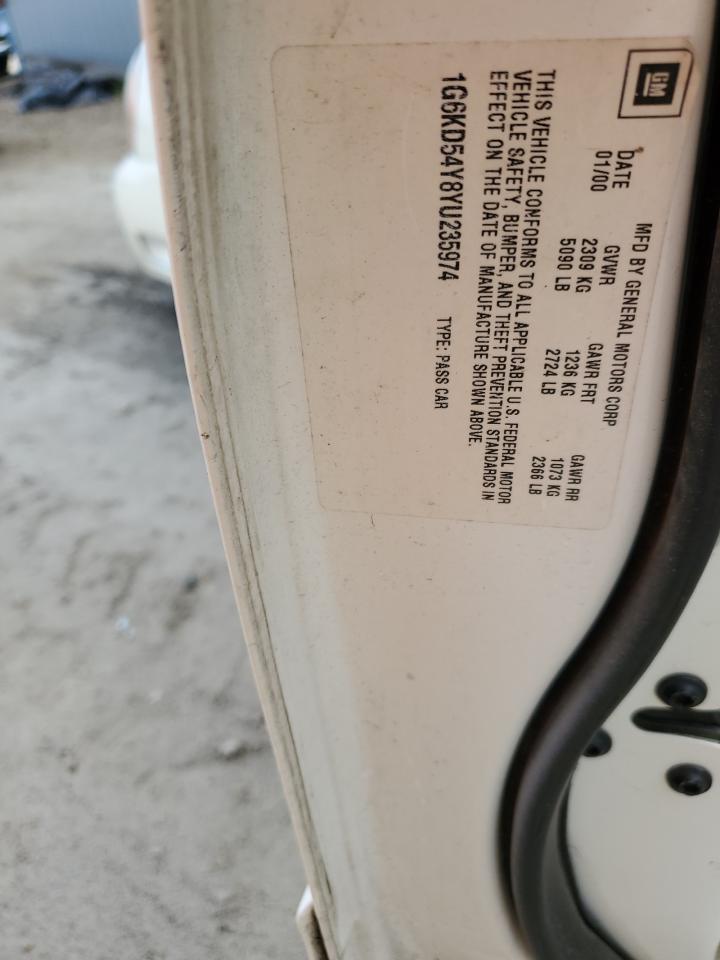 GM
MFD BY GENERAL MOTORS CORP
DATE GVWR GAWR FRT GAWR RR
01/00 2309 KG 1236 KG 1073 KG
5090 LB 2724 LB 2366 LB
THIS VEHICLE CONFORMS TO ALL APPLICABLE U.S. FEDERAL MOTOR
VEHICLE SAFETY, BUMPER, AND THEFT PREVENTION STANDARDS IN
EFFECT ON THE DATE OF MANUFACTURE SHOWN ABOVE.
1G6KD54Y8YU235974 TYPE: PASS CAR